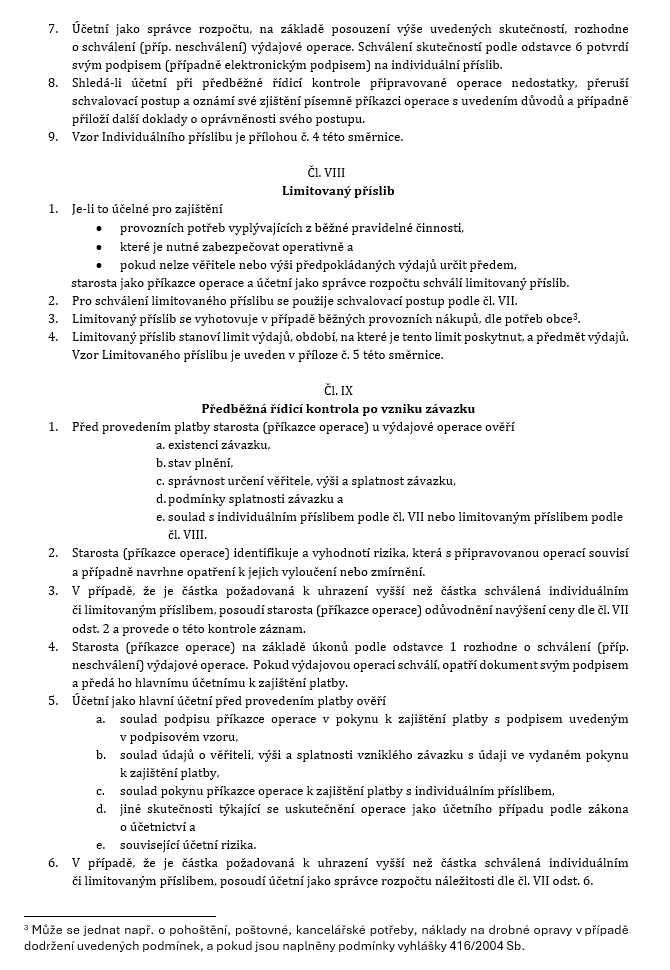 7. Účetní jako správce rozpočtu, na základě posouzení výše uvedených skutečností, rozhodne
o schválení (příp. neschválení) výdajové operace. Schválení skutečností podle odstavce 6 potvrdí
svým podpisem (případně elektronickým podpisem) na individuální příslib.
8. Shledá-li účetní při předběžné řídicí kontrole připravované operace nedostatky, přeruší
schvalovací postup a oznámí své zjištění písemně příkazci operace s uvedením důvodů a případně
přiloží další doklady o oprávněnosti svého postupu.
9. Vzor Individuálního příslibu je přílohou č. 4 této směrnice.
Čl. VIII
Limitovaný příslib
1. Je-li to účelné pro zajištění
• provozních potřeb vyplývajících z běžné pravidelné činnosti,
• které je nutné zabezpečovat operativně a
• pokud nelze věřitele nebo výši předpokládaných výdajů určit předem,
starosta jako příkazce operace a účetní jako správce rozpočtu schválí limitovaný příslib.
2. Pro schválení limitovaného příslibu se použije schvalovací postup podle čl. VII.
3. Limitovaný příslib se vyhotovuje v případě běžných provozních nákupů, dle potřeb obce³.
4. Limitovaný příslib stanoví limit výdajů, období, na které je tento limit poskytnut, a předmět výdajů.
Vzor Limitovaného příslibu je uveden v příloze č. 5 této směrnice.
Čl. IX
Předběžná řídicí kontrola po vzniku závazku
1. Před provedením platby starosta (příkazce operace) u výdajové operace ověří
a. existenci závazku,
b. stav plnění,
c. správnost určení věřitele, výši a splatnost závazku,
d. podmínky splatnosti závazku a
e. soulad s individuálním příslibem podle čl. VII nebo limitovaným příslibem podle
čl. VIII.
2. Starosta (příkazce operace) identifikuje a vyhodnotí rizika, která s připravovanou operací souvisí
a případně navrhne opatření k jejich vyloučení nebo zmírnění.
3. V případě, že je částka požadovaná k uhrazení vyšší než částka schválená individuálním
či limitovaným příslibem, posoudí starosta (příkazce operace) odůvodnění navýšení ceny dle čl. VII
odst. 2 a provede o této kontrole záznam.
4. Starosta (příkazce operace) na základě úkonů podle odstavce 1 rozhodne o schválení (příp.
neschválení) výdajové operace. Pokud výdajovou operaci schválí, opatří dokument svým podpisem
a předá ho hlavnímu účetnímu k zajištění platby.
5. Účetní jako hlavní účetní před provedením platby ověří
a. soulad podpisu příkazce operace v pokynu k zajištění platby s podpisem uvedeným
v podpisovém vzoru,
b. soulad údajů o věřiteli, výši a splatnosti vzniklého závazku s údaji ve vydaném pokynu
k zajištění platby,
c. soulad pokynu příkazce operace k zajištění platby s individuálním příslibem,
d. jiné skutečnosti týkající se uskutečnění operace jako účetního případu podle zákona
o účetnictví a
e. související účetní rizika.
6. V případě, že je částka požadovaná k uhrazení vyšší než částka schválená individuálním
či limitovaným příslibem, posoudí účetní jako správce rozpočtu náležitosti dle čl. VII odst. 6.
³ Může se jednat např. o pohoštění, poštovné, kancelářské potřeby, náklady na drobné opravy v případě
dodržení uvedených podmínek, a pokud jsou naplněny podmínky vyhlášky 416/2004 Sb.